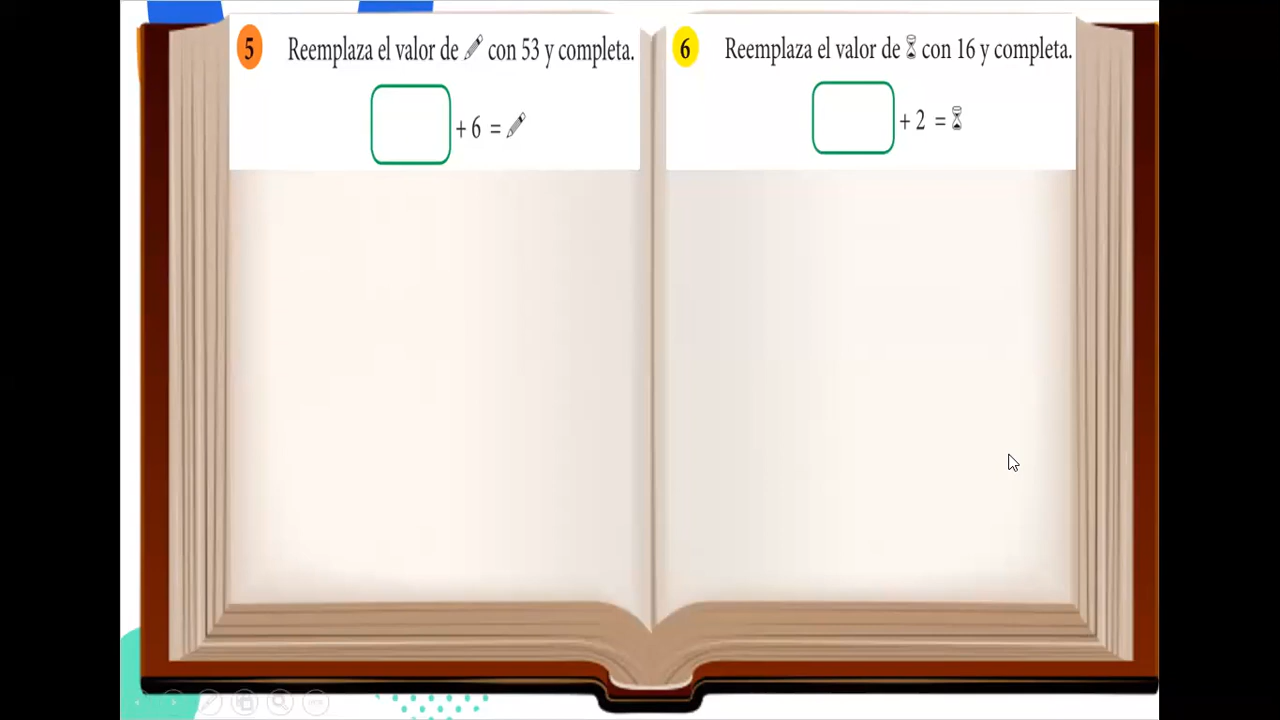 5 Reemplaza el valor de ✏ con 53 y completa.
+ 6 = ✏
6 Reemplaza el valor de ⏳ con 16 y completa.
+ 2 = ⏳